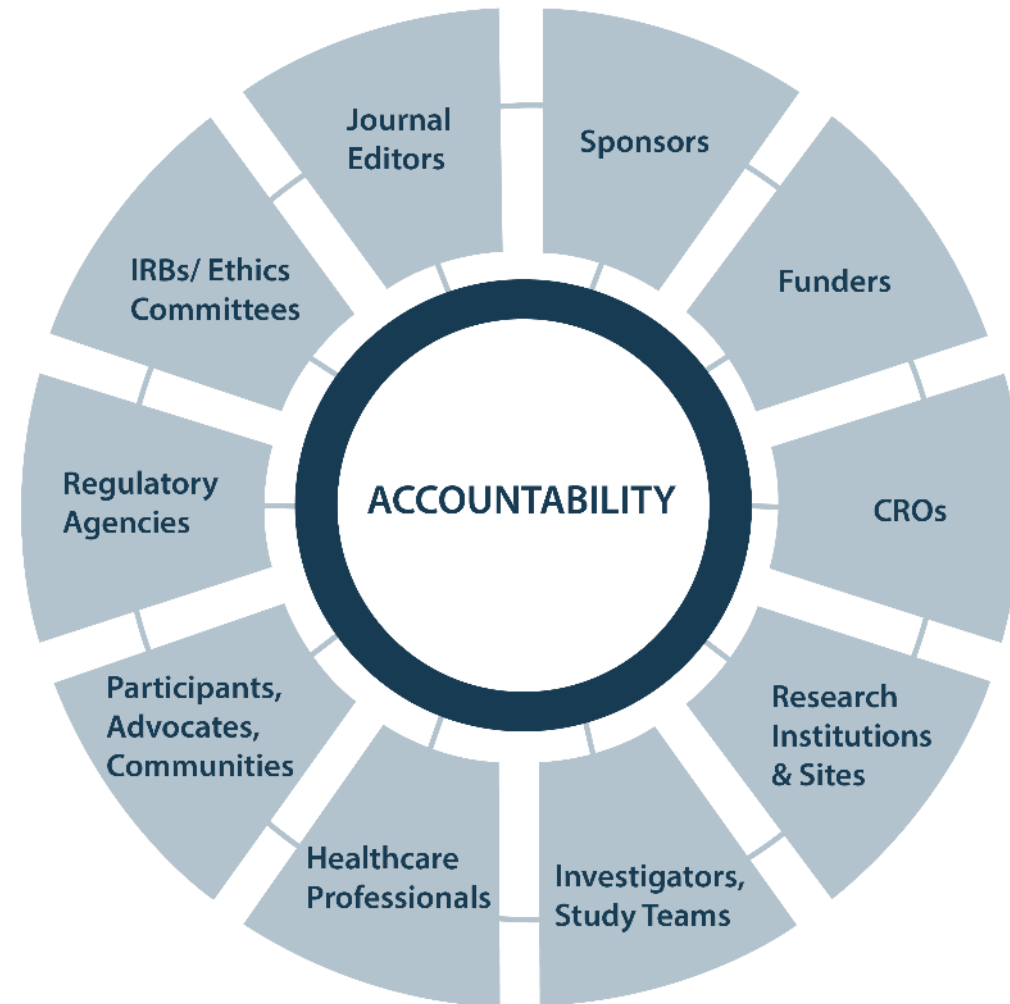 Journal
Editors
Sponsors
Funders
CROs
Research
Institutions
& Sites
Investigators,
Study Teams
Healthcare
Professionals
Participants,
Advocates,
Communities
Regulatory
Agencies
IRBs/ Ethics
Committees
ACCOUNTABILITY